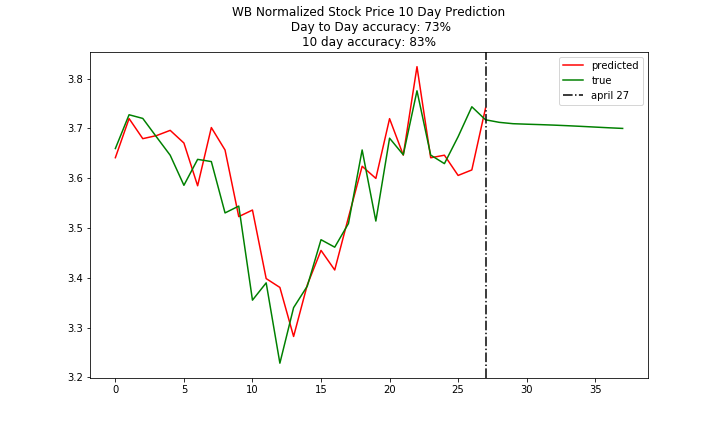 WB Normalized Stock Price 10 Day Prediction
Day to Day accuracy: 73%
10 day accuracy: 83%
predicted
true
april 27
3.8
3.7
3.6
3.5
3.4
3.3
3.2
0 5 10 15 20 25 30 35